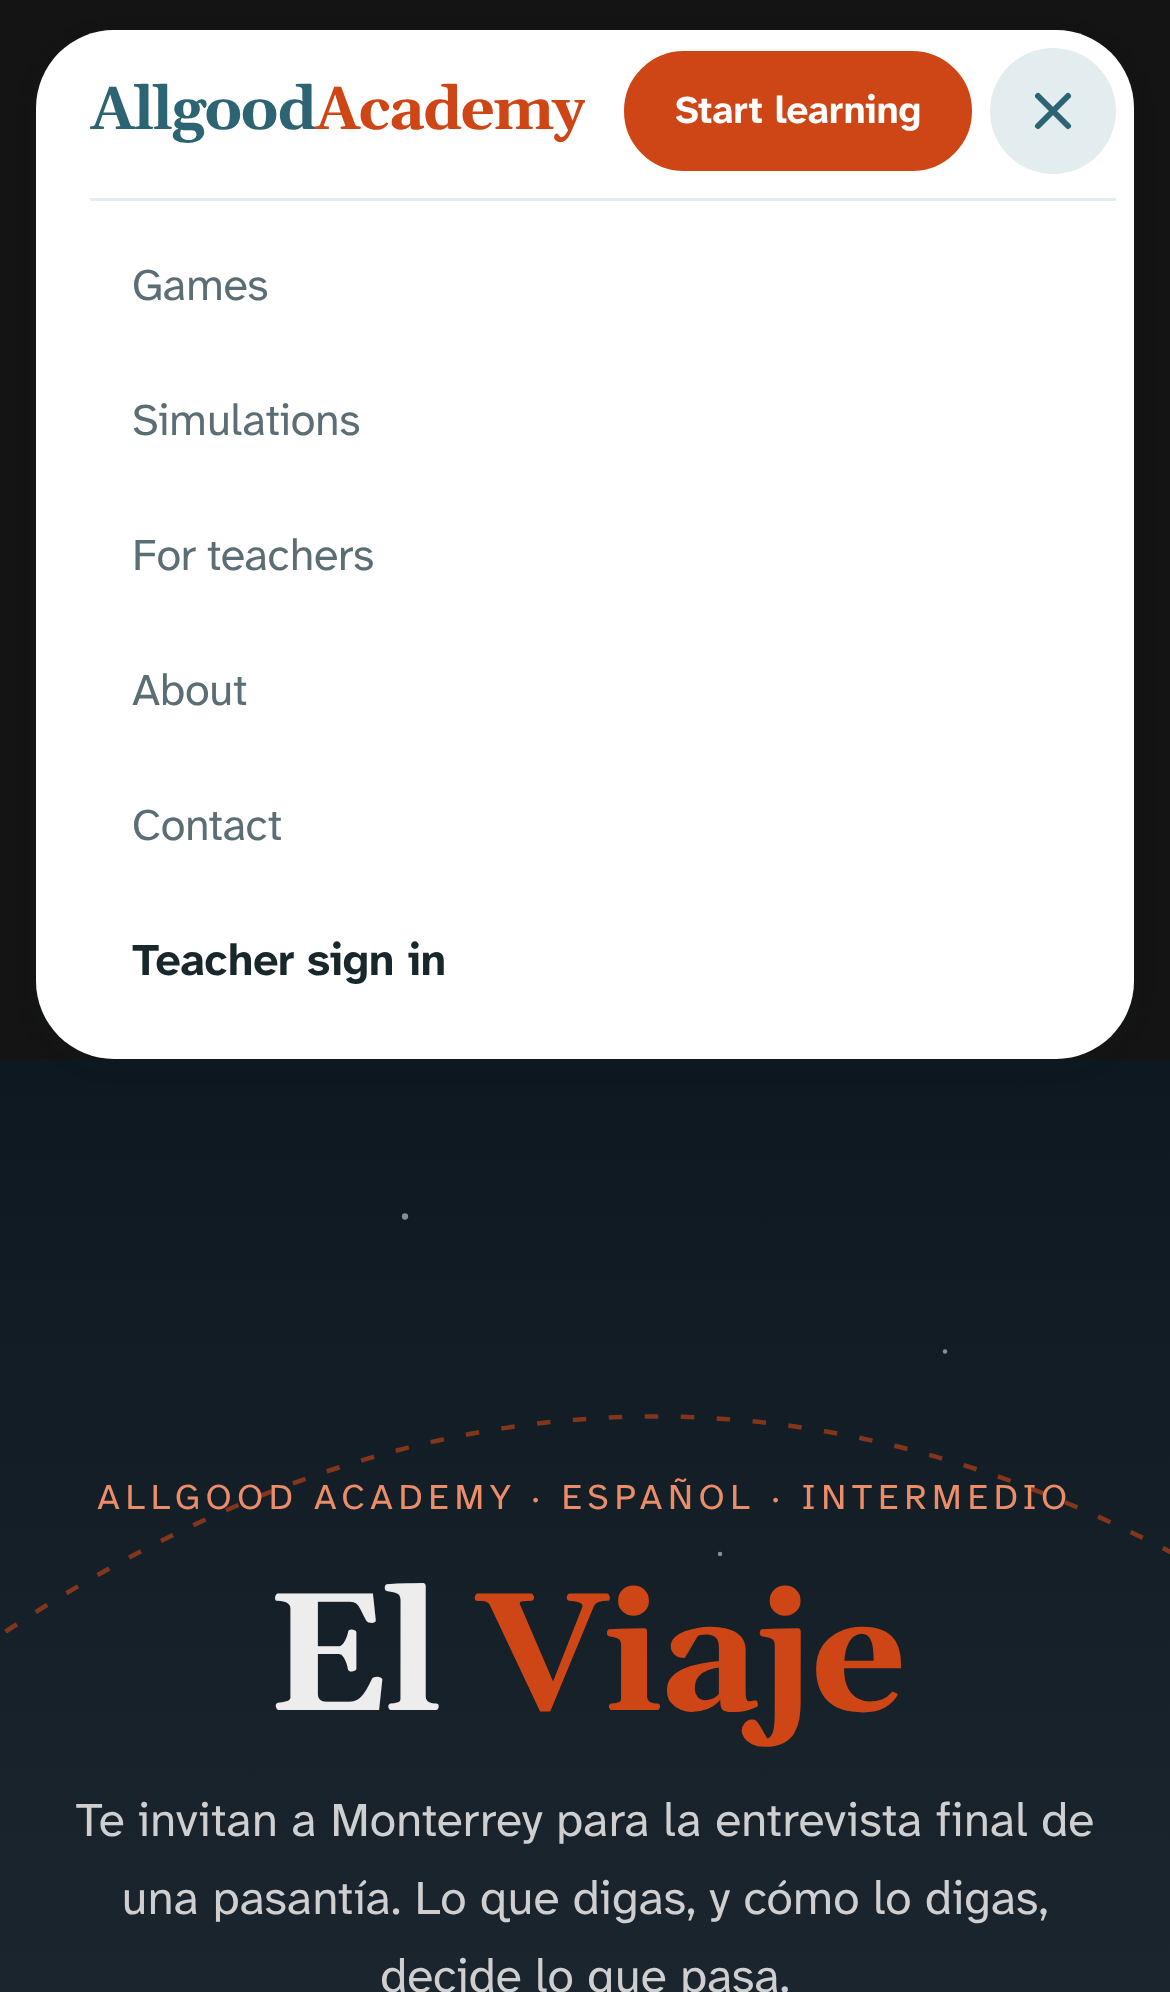 AllgoodAcademy
Start learning
Games
Simulations
For teachers
About
Contact
Teacher sign in
ALLGOOD ACADEMY · ESPAÑOL · INTERMEDIO
El Viaje
Te invitan a Monterrey para la entrevista final de
una pasantía. Lo que digas, y cómo lo digas,
decide lo que pasa.